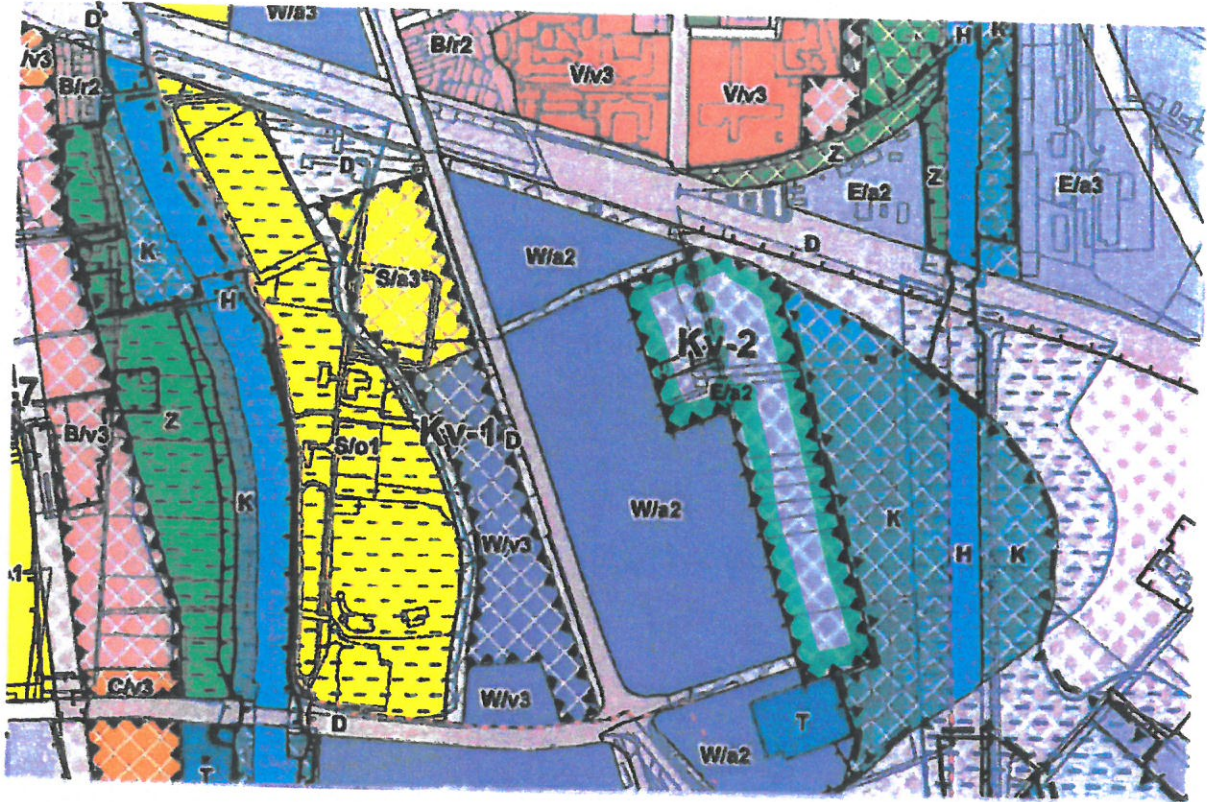 D
W/a3
/v3
B/r2
B/r2
V/v3
V/v3
H
K
D
Z
E/a2
Z
E/a3
K
S/a3
W/a2
D
H
7
Kv-2
E/a2
B/v3
Z
S/o1
Kv-1
D
K
W/a2
K
W/v3
H
K
C/v3
W/v3
D
T
W/a2
T